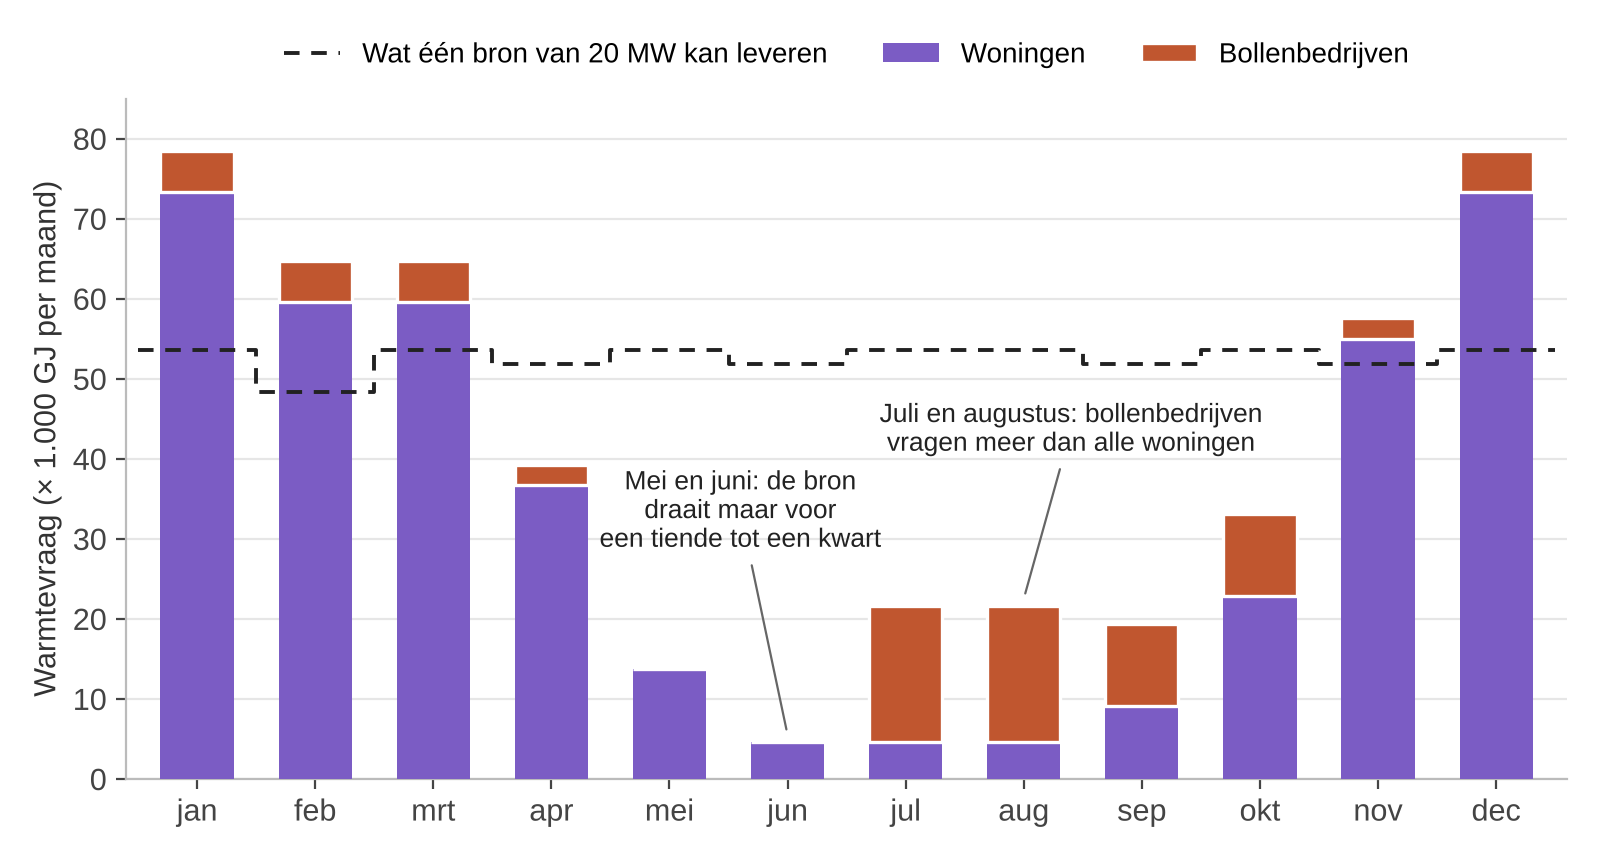 Wat één bron van 20 MW kan leveren
Woningen
Bollenbedrijven
Warmtevraag (× 1.000 GJ per maand)
80
70
60
50
40
30
20
10
0
Juli en augustus: bollenbedrijven
vragen meer dan alle woningen
Mei en juni: de bron
draait maar voor
een tiende tot een kwart
jan
feb
mrt
apr
mei
jun
jul
aug
sep
okt
nov
dec